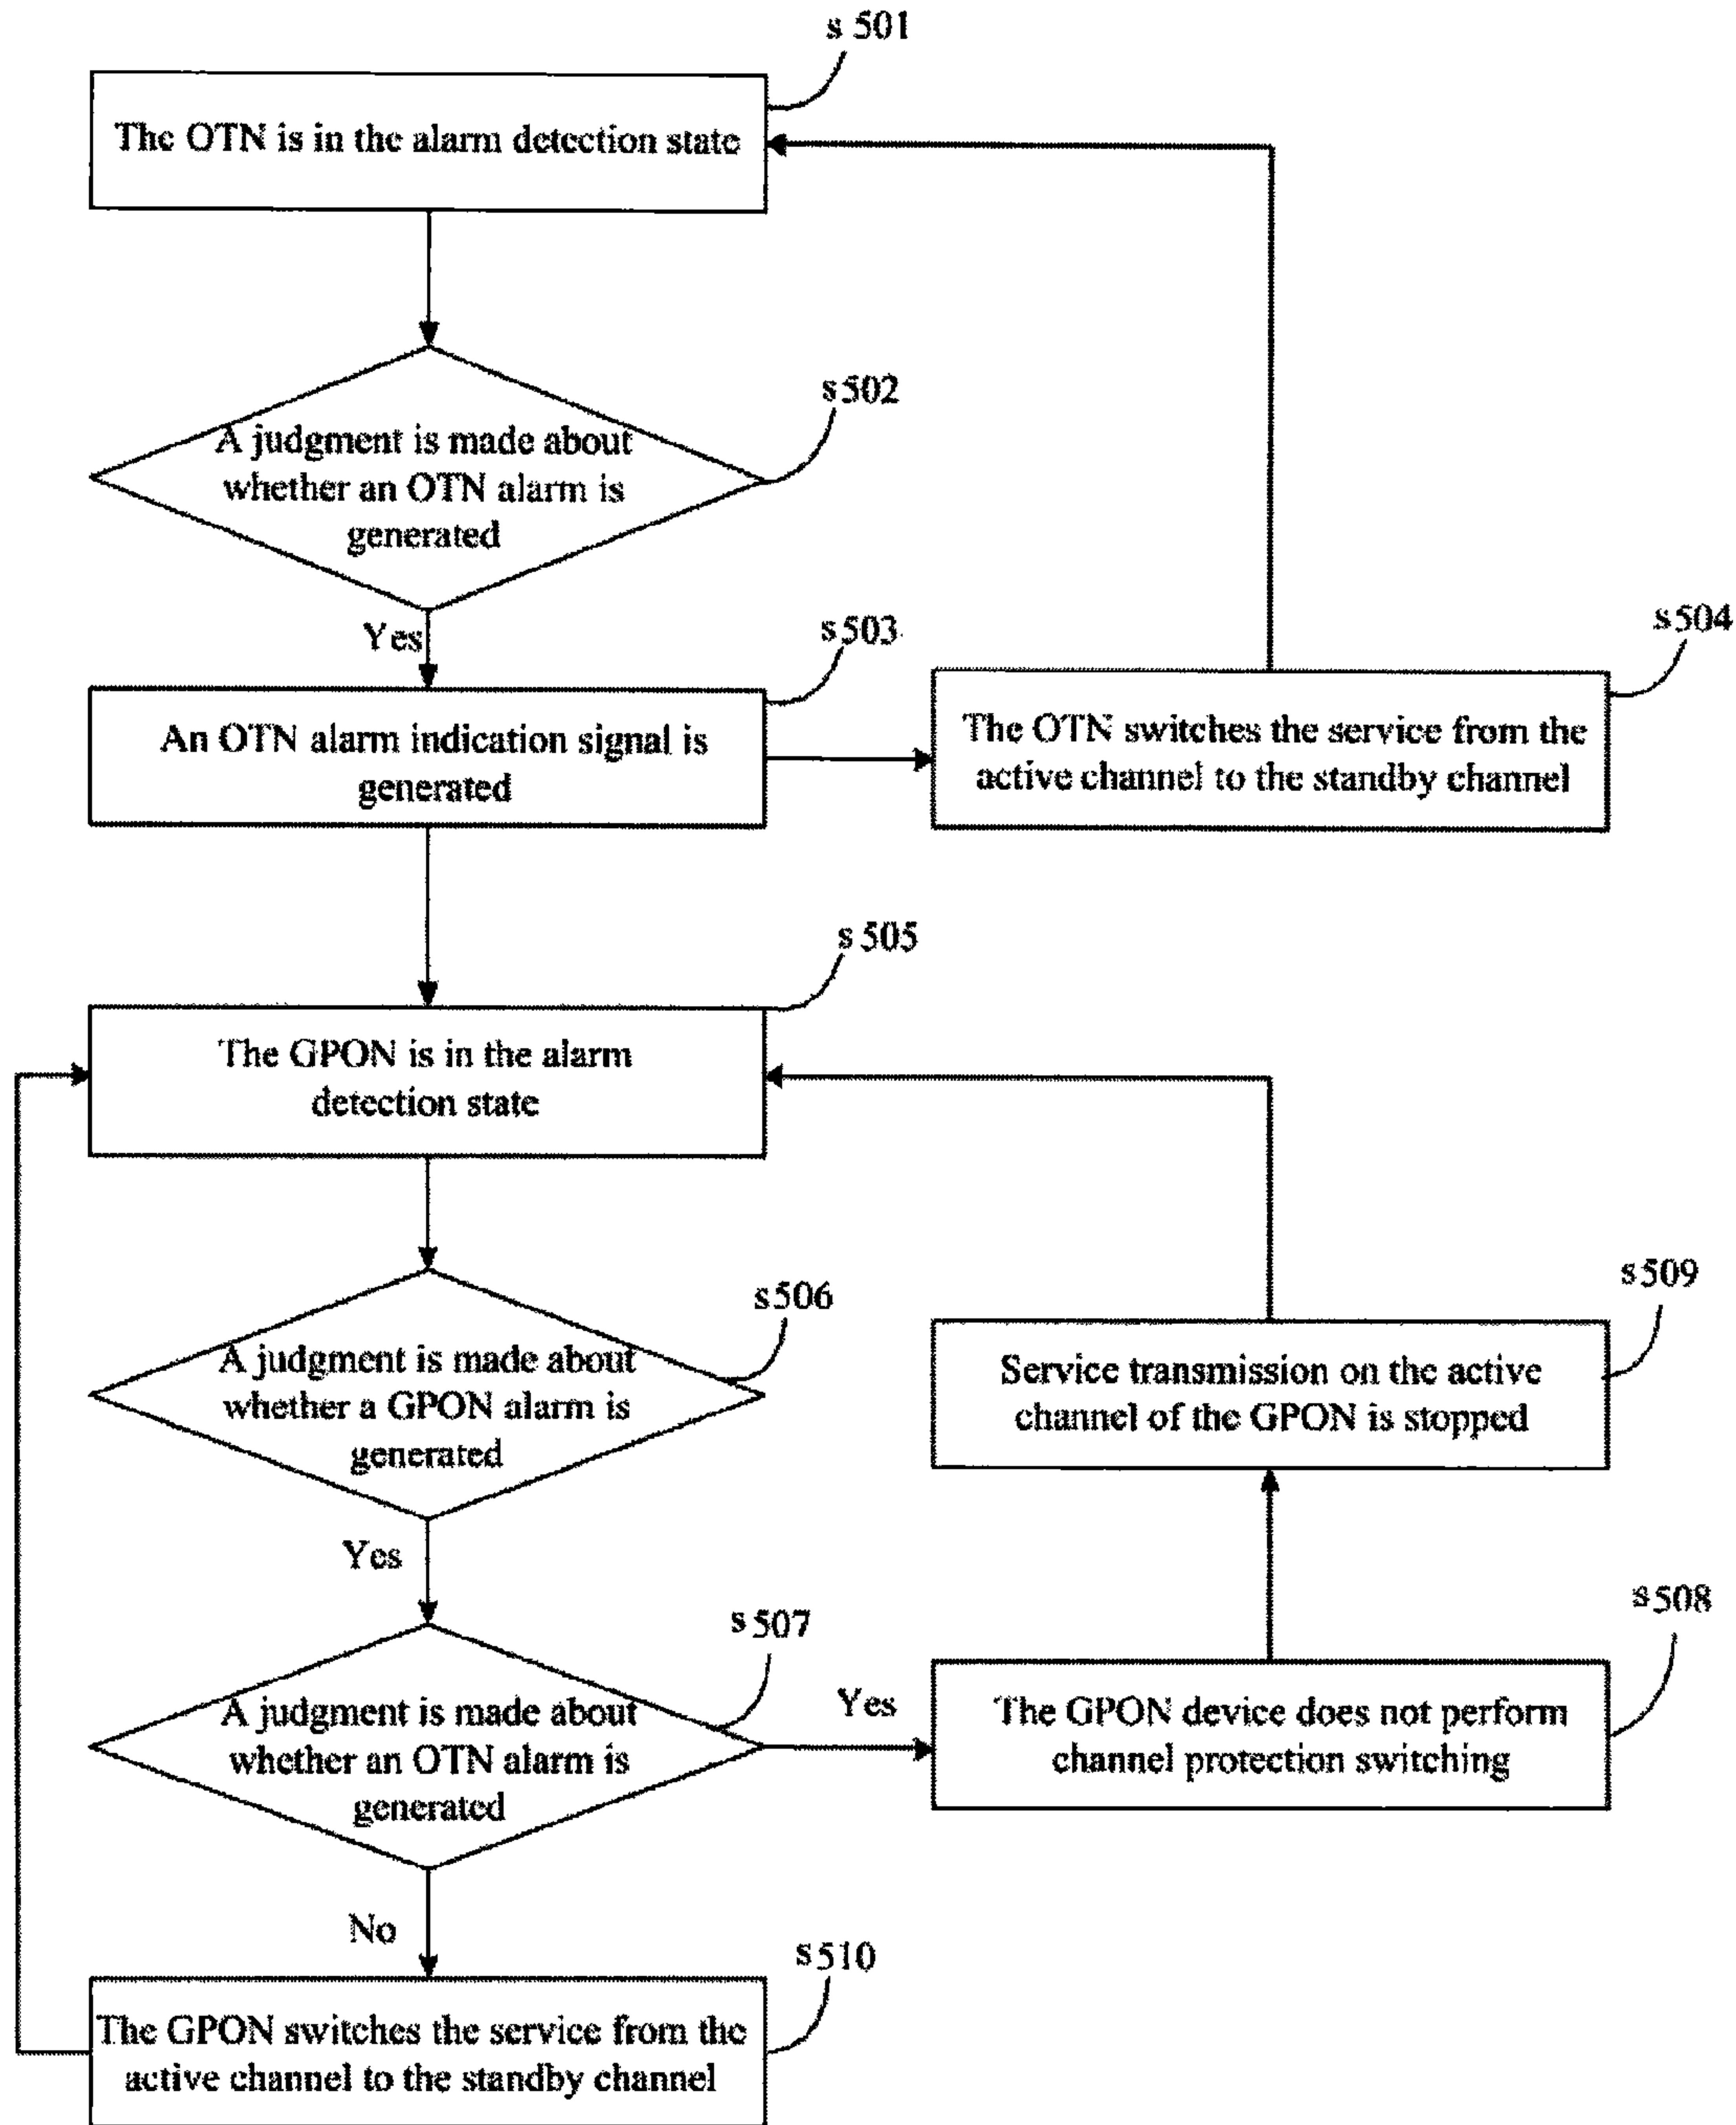 s 501
The OTN is in the alarm detection state
s502
A judgment is made about
whether an OTN alarm is
generated
Yes
s503
An OTN alarm indication signal is
generated
s504
The OTN switches the service from the
active channel to the standby channel
s505
The GPON is in the alarm
detection state
s506
A judgment is made about
whether a GPON alarm is
generated
Yes
s509
Service transmission on the active
channel of the GPON is stopped
s507
A judgment is made about
whether an OTN alarm is
generated
Yes
s508
The GPON device does not perform
channel protection switching
No
s510
The GPON switches the service from the
active channel to the standby channel